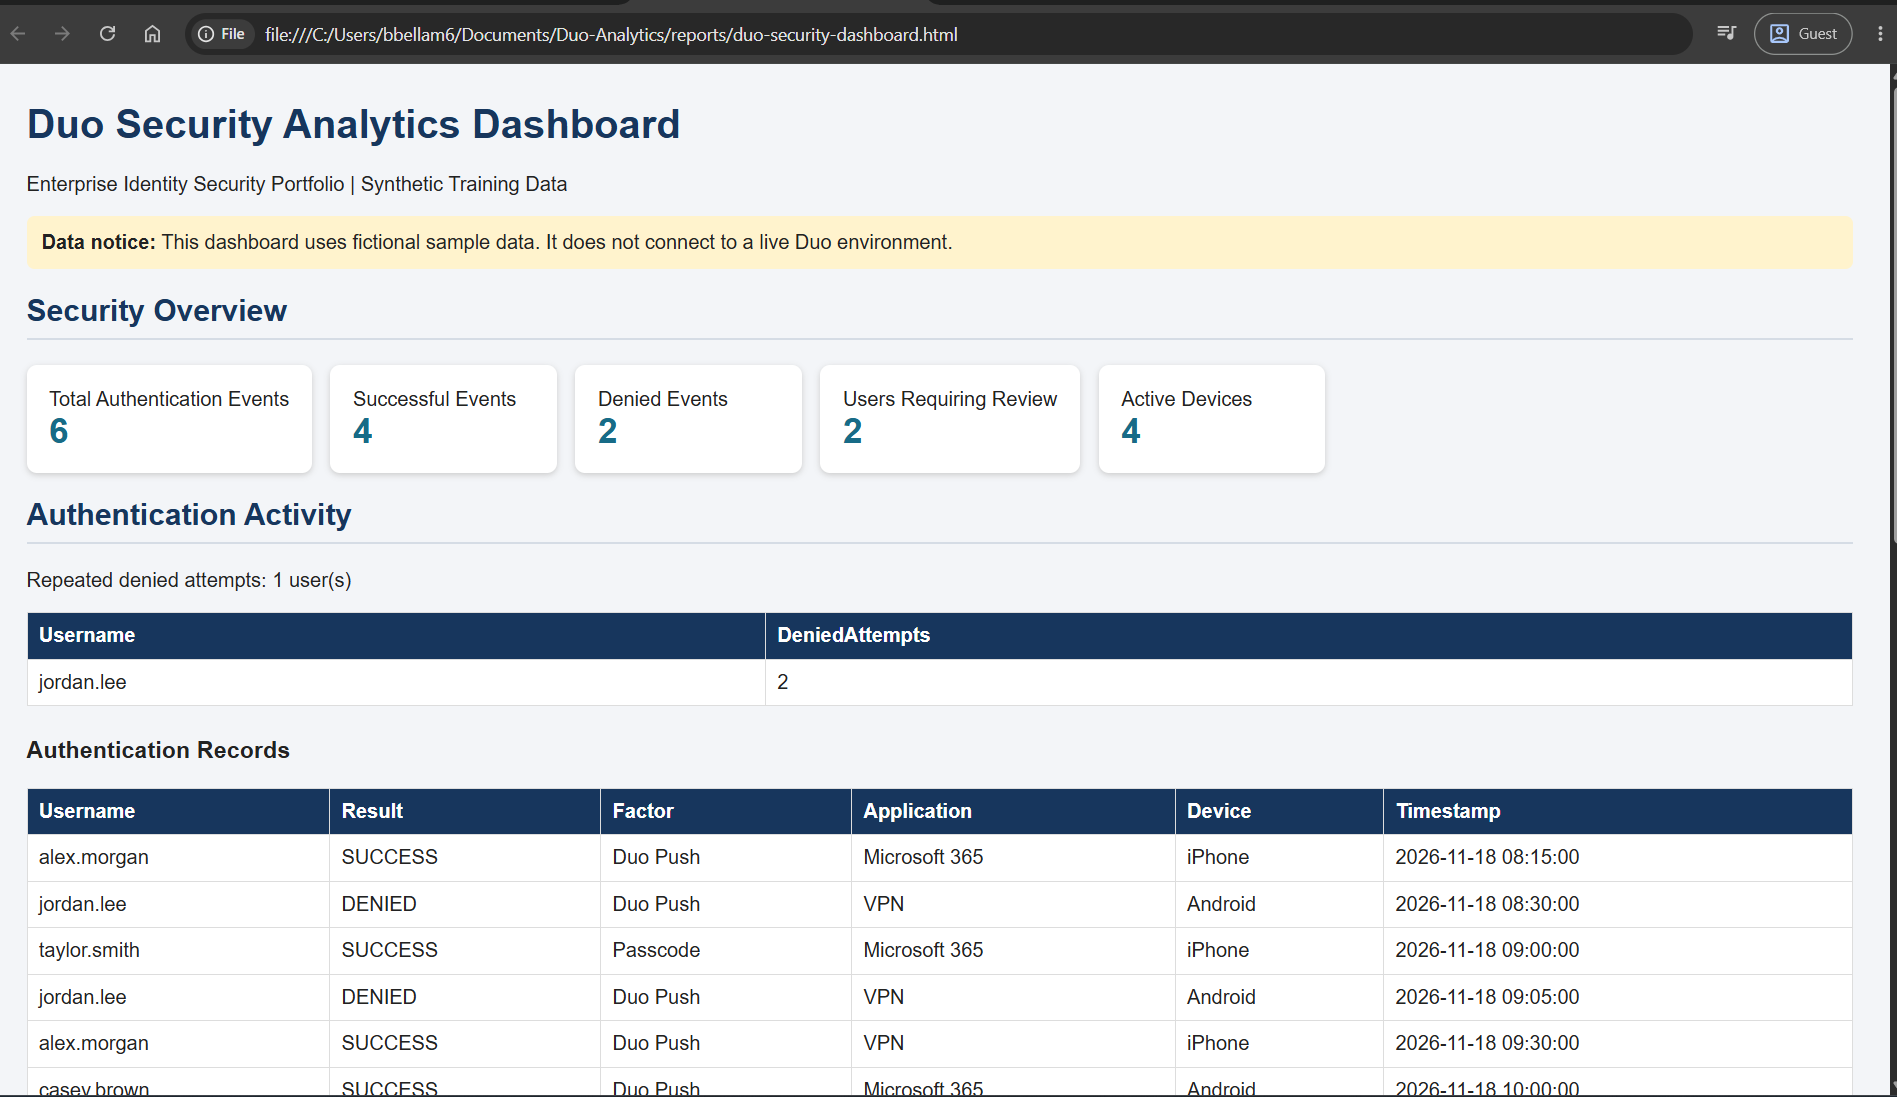 File file:///C:/Users/bbellam6/Documents/Duo-Analytics/reports/duo-security-dashboard.html Guest
Duo Security Analytics Dashboard
Enterprise Identity Security Portfolio | Synthetic Training Data
Data notice: This dashboard uses fictional sample data. It does not connect to a live Duo environment.
Security Overview
Total Authentication Events
6
Successful Events
4
Denied Events
2
Users Requiring Review
2
Active Devices
4
Authentication Activity
Repeated denied attempts: 1 user(s)
Username DeniedAttempts
jordan.lee 2
Authentication Records
Username Result Factor Application Device Timestamp
alex.morgan SUCCESS Duo Push Microsoft 365 iPhone 2026-11-18 08:15:00
jordan.lee DENIED Duo Push VPN Android 2026-11-18 08:30:00
taylor.smith SUCCESS Passcode Microsoft 365 iPhone 2026-11-18 09:00:00
jordan.lee DENIED Duo Push VPN Android 2026-11-18 09:05:00
alex.morgan SUCCESS Duo Push VPN iPhone 2026-11-18 09:30:00
casey.brown SUCCESS Duo Push Microsoft 365 Android 2026-11-18 10:00:00